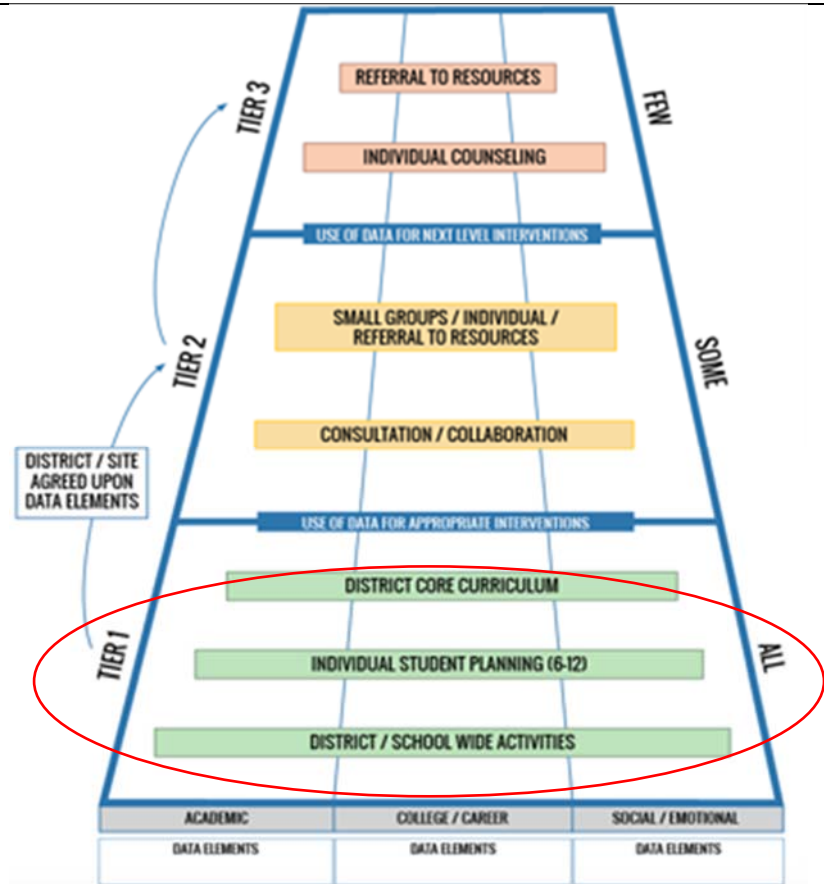 REFERRAL TO RESOURCES
TIER 3
FEW
INDIVIDUAL COUNSELING
USE OF DATA FOR NEXT LEVEL INTERVENTIONS
SMALL GROUPS / INDIVIDUAL /
REFERRAL TO RESOURCES
TIER 2
SOME
CONSULTATION / COLLABORATION
DISTRICT / SITE
AGREED UPON
DATA ELEMENTS
USE OF DATA FOR APPROPRIATE INTERVENTIONS
DISTRICT CORE CURRICULUM
TIER 1
ALL
INDIVIDUAL STUDENT PLANNING (6-12)
DISTRICT / SCHOOL WIDE ACTIVITIES
ACADEMIC COLLEGE / CAREER SOCIAL / EMOTIONAL
DATA ELEMENTS DATA ELEMENTS DATA ELEMENTS